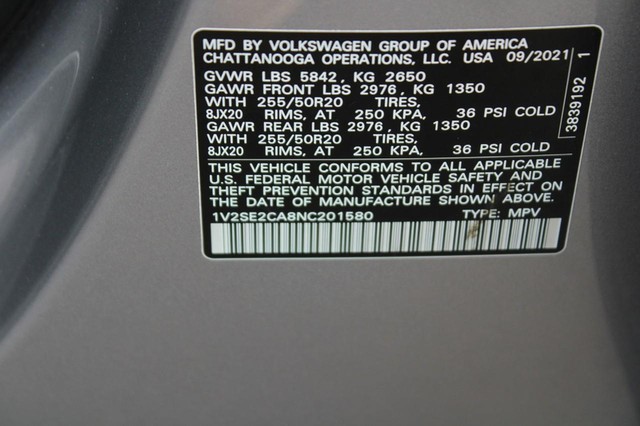 MFD BY VOLKSWAGEN GROUP OF AMERICA
CHATTANOOGA OPERATIONS, LLC. USA 09/2021
GVWR LBS 5842, KG 2650
GAWR FRONT LBS 2976, KG 1350
WITH 255/50R20 TIRES,
8JX20 RIMS, AT 250 KPA, 36 PSI COLD
GAWR REAR LBS 2976, KG 1350
WITH 255/50R20 TIRES,
8JX20 RIMS, AT 250 KPA, 36 PSI COLD
THIS VEHICLE CONFORMS TO ALL APPLICABLE
U.S. FEDERAL MOTOR VEHICLE SAFETY AND
THEFT PREVENTION STANDARDS IN EFFECT ON
THE DATE OF MANUFACTURE SHOWN ABOVE.
1V2SE2CA8NC201580 TYPE: MPV
3839192 1